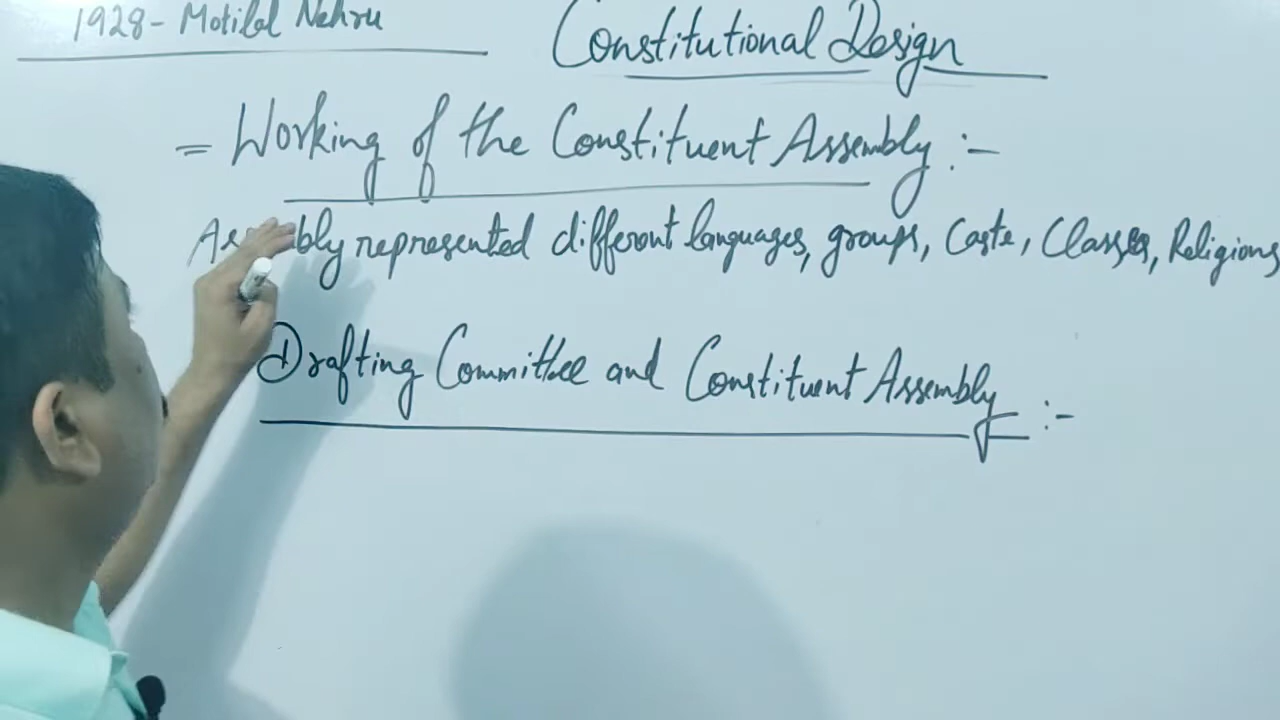 1928- Motilal Nehru
Constitutional Design
= Working of the Constituent Assembly :-
Assembly represented different languages, groups, Caste, Classes, Religions
Drafting Committee and Constituent Assembly :-